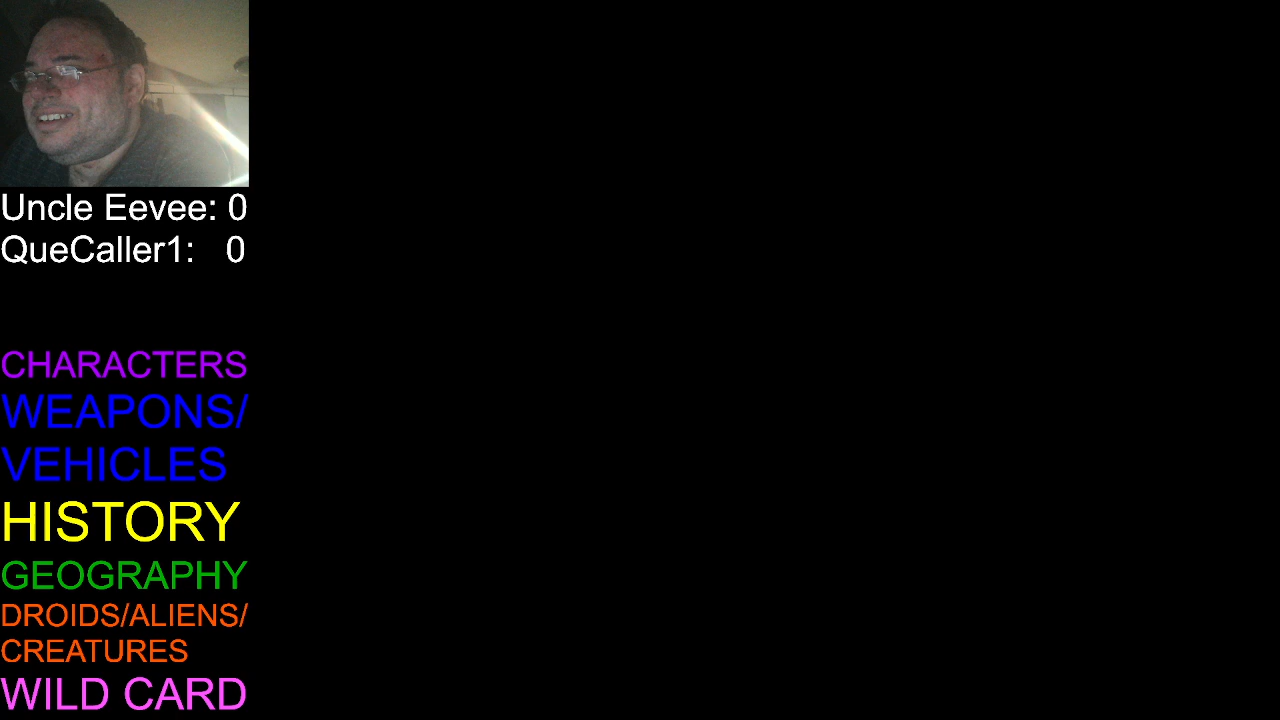 Uncle Eevee: 0
QueCaller1: 0
CHARACTERS
WEAPONS/
VEHICLES
HISTORY
GEOGRAPHY
DROIDS/ALIENS/
CREATURES
WILD CARD